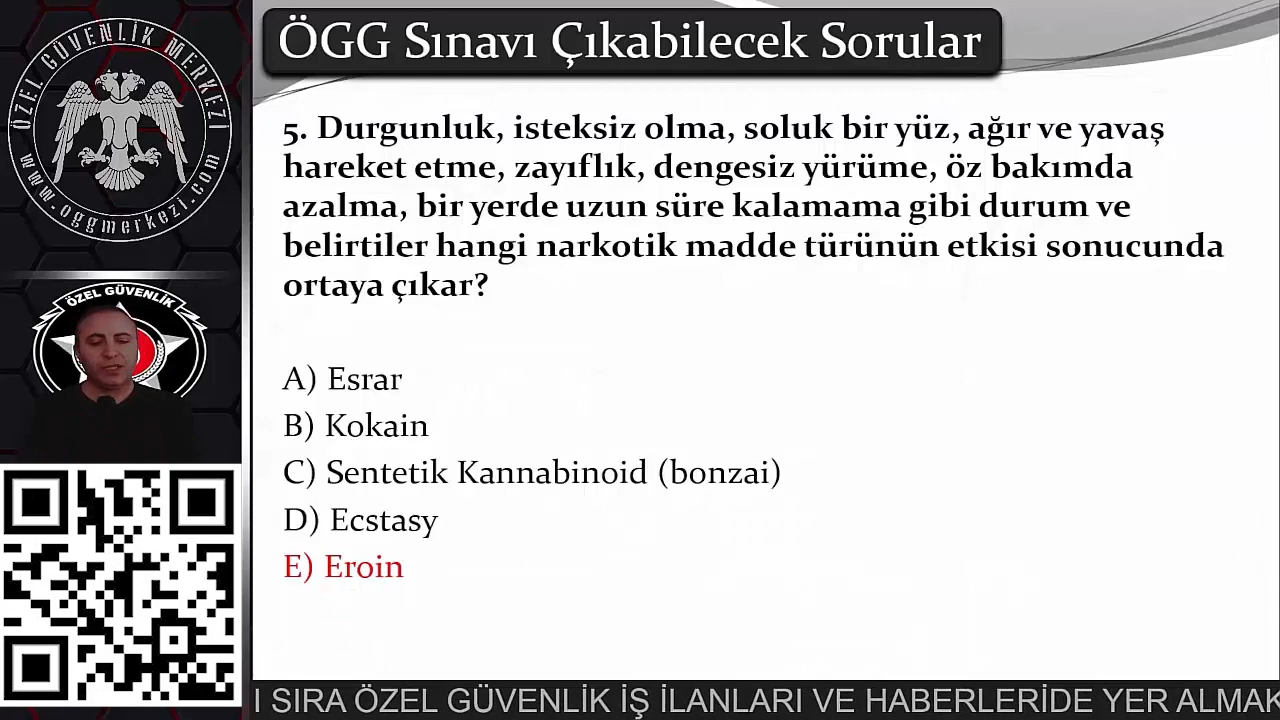 ÖGG Sınavı Çıkabilecek Sorular
ÖZEL GÜVENLİK MERKEZİ
www.oggmerkezi.com
5. Durgunluk, isteksiz olma, soluk bir yüz, ağır ve yavaş
hareket etme, zayıflık, dengesiz yürüme, öz bakımda
azalma, bir yerde uzun süre kalamama gibi durum ve
belirtiler hangi narkotik madde türünün etkisi sonucunda
ortaya çıkar?
ÖZEL GÜVENLİK
A) Esrar
B) Kokain
C) Sentetik Kannabinoid (bonzai)
D) Ecstasy
E) Eroin
I SIRA ÖZEL GÜVENLİK İŞ İLANLARI VE HABERLERİDE YER ALMAK